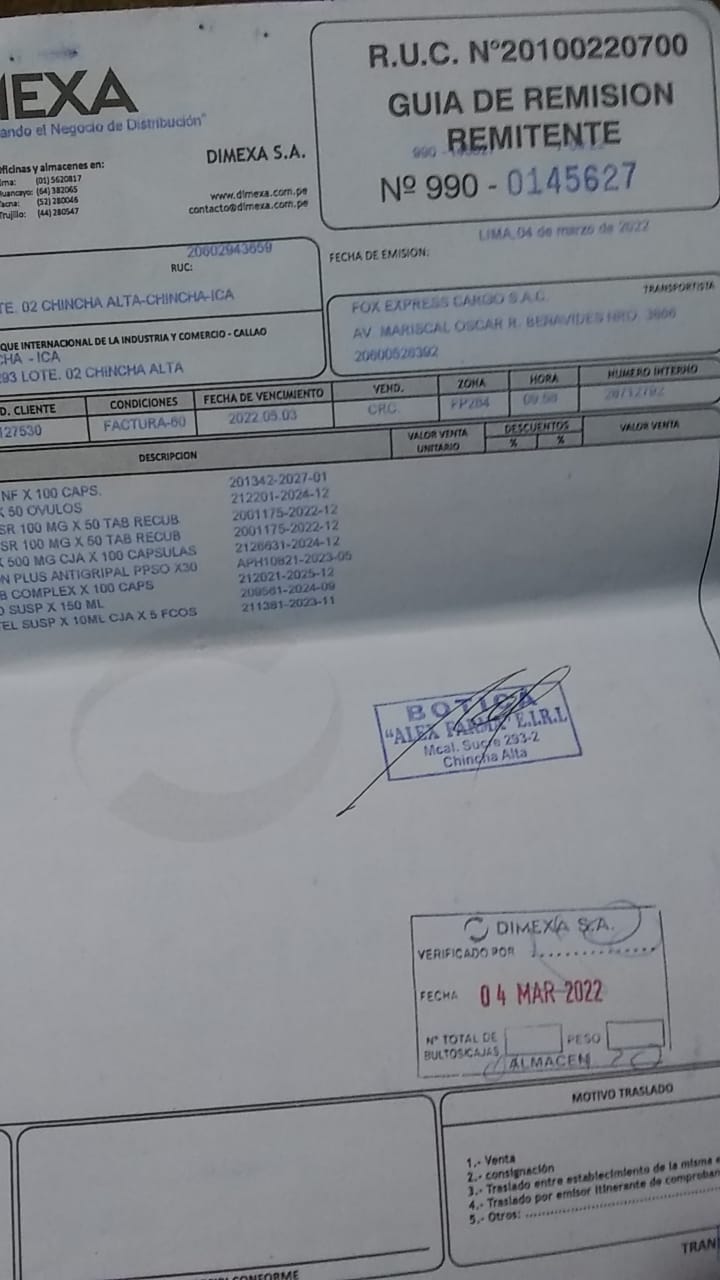 MEXA
ando el Negocio de Distribución"
DIMEXA S.A.
oficinas y almacenes en:
ima: (01) 5620817
Huancayo: (64) 382065
Tacna: (52) 280046
Trujillo: (44) 280547
www.dimexa.com.pe
contacto@dimexa.com.pe
R.U.C. Nº20100220700
GUIA DE REMISION
REMITENTE
Nº 990 - 0145627
LIMA,04 de marzo de 2022
FECHA DE EMISION:
20602943659
RUC:
TE. 02 CHINCHA ALTA-CHINCHA-ICA
QUE INTERNACIONAL DE LA INDUSTRIA Y COMERCIO - CALLAO
CHA - ICA
293 LOTE. 02 CHINCHA ALTA
TRANSPORTISTA
FOX EXPRESS CARGO S.A.C.
AV. MARISCAL OSCAR R. BENAVIDES NRO.
20600526392
D. CLIENTE CONDICIONES FECHA DE VENCIMIENTO VEND. ZONA HORA NUMERO INTERNO
127530 FACTURA-60 2022.05.03 CRC.
DESCRIPCION VALOR VENTA UNITARIO DESCUENTOS % % VALOR VENTA
NF X 100 CAPS. 201342-2027-01
X 50 OVULOS 212201-2024-12
SR 100 MG X 50 TAB RECUB 2001175-2022-12
SR 100 MG X 50 TAB RECUB 2001175-2022-12
X 500 MG CJA X 100 CAPSULAS 2126631-2024-12
N PLUS ANTIGRIPAL PPSO X30 APH10821-2023-05
B COMPLEX X 100 CAPS 212021-2025-12
O SUSP X 150 ML 209561-2024-09
TEL SUSP X 10ML CJA X 5 FCOS 211381-2023-11
BOTICA
"ALEX FARMA" E.I.R.L
Mcal. Sucre 293-2
Chincha Alta
DIMEXA S.A.
VERIFICADO POR
FECHA 04 MAR 2022
Nº TOTAL DE BULTOS/CAJAS PESO
ALMACEN
MOTIVO TRASLADO
1.- Venta
2.- consignación
3.- Traslado entre establecimiento de la misma e
4.- Traslado por emisor itinerante de comproban
5.- Otros:
TRAN
CONFORME